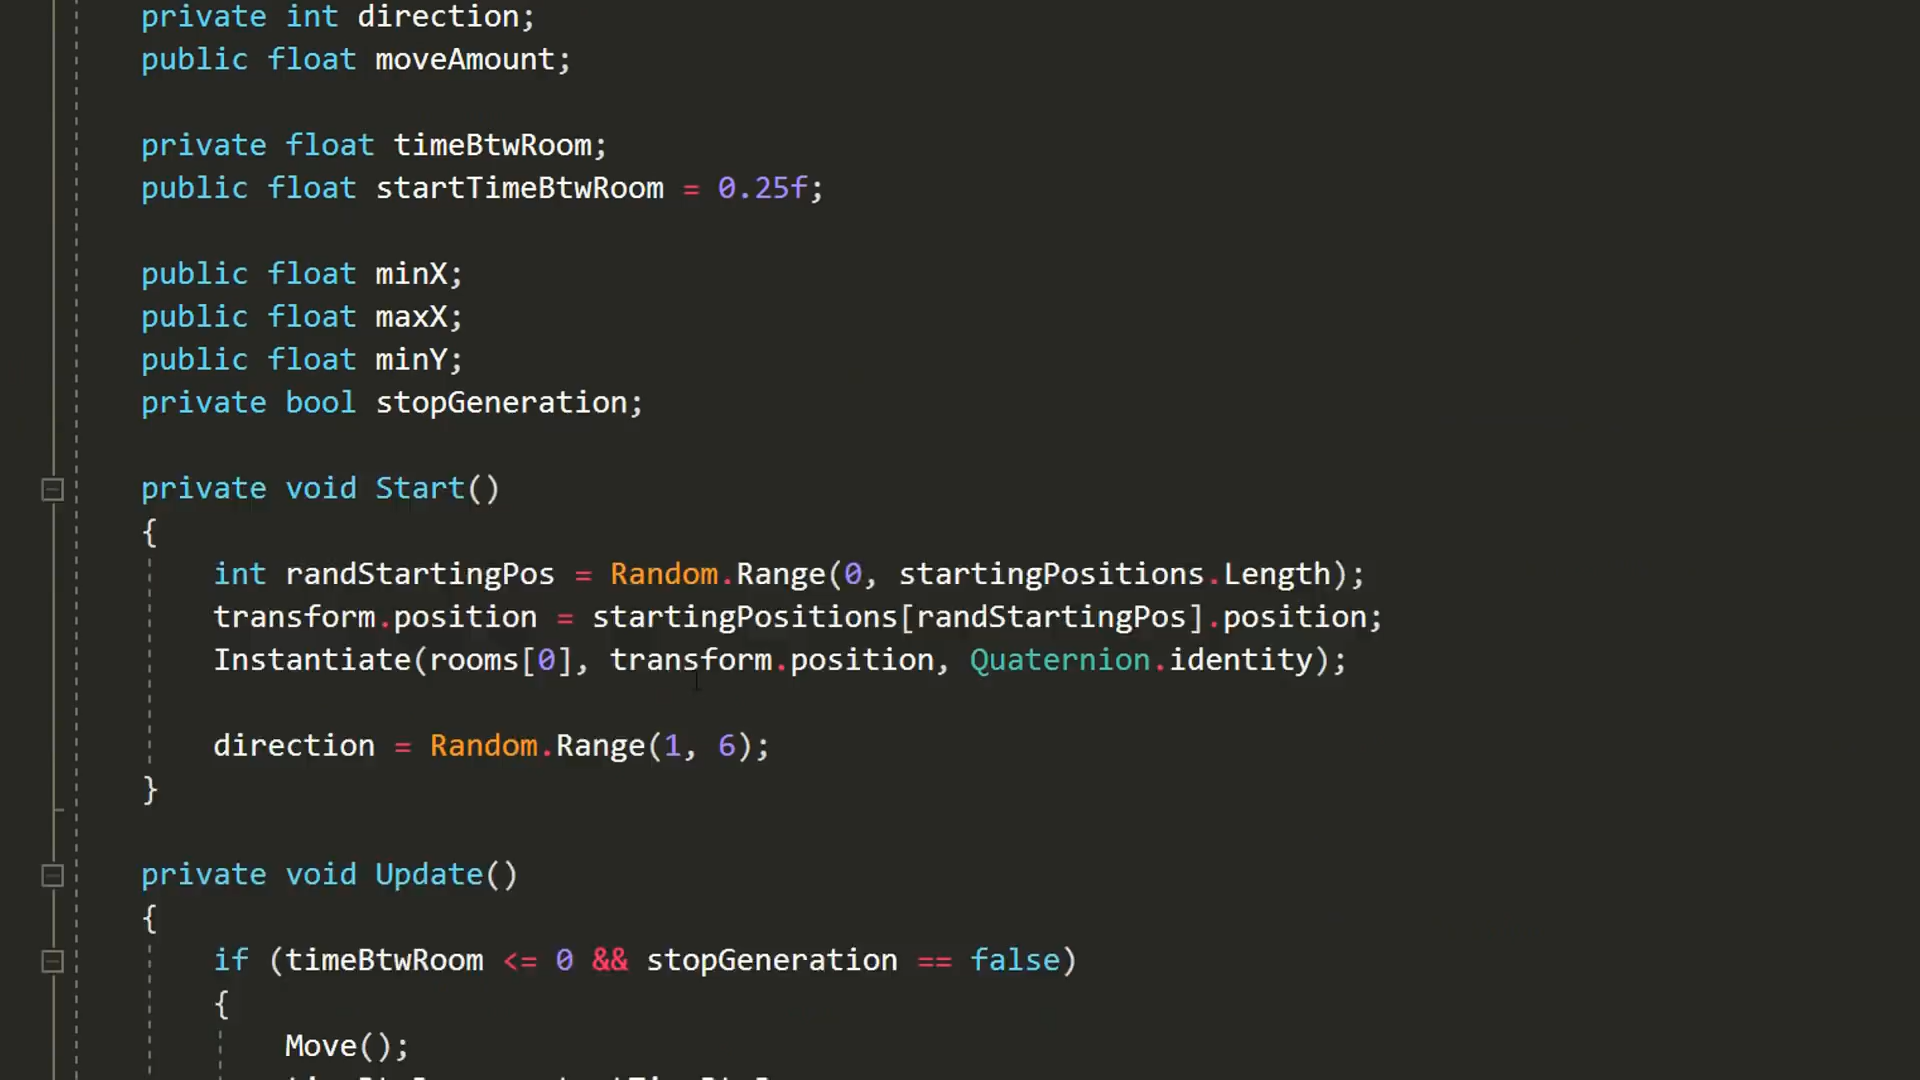 private int direction;
public float moveAmount;
private float timeBtwRoom;
public float startTimeBtwRoom = 0.25f;
public float minX;
public float maxX;
public float minY;
private bool stopGeneration;
private void Start()
{
int randStartingPos = Random.Range(0, startingPositions.Length);
transform.position = startingPositions[randStartingPos].position;
Instantiate(rooms[0], transform.position, Quaternion.identity);
direction = Random.Range(1, 6);
}
private void Update()
{
if (timeBtwRoom <= 0 && stopGeneration == false)
{
Move();